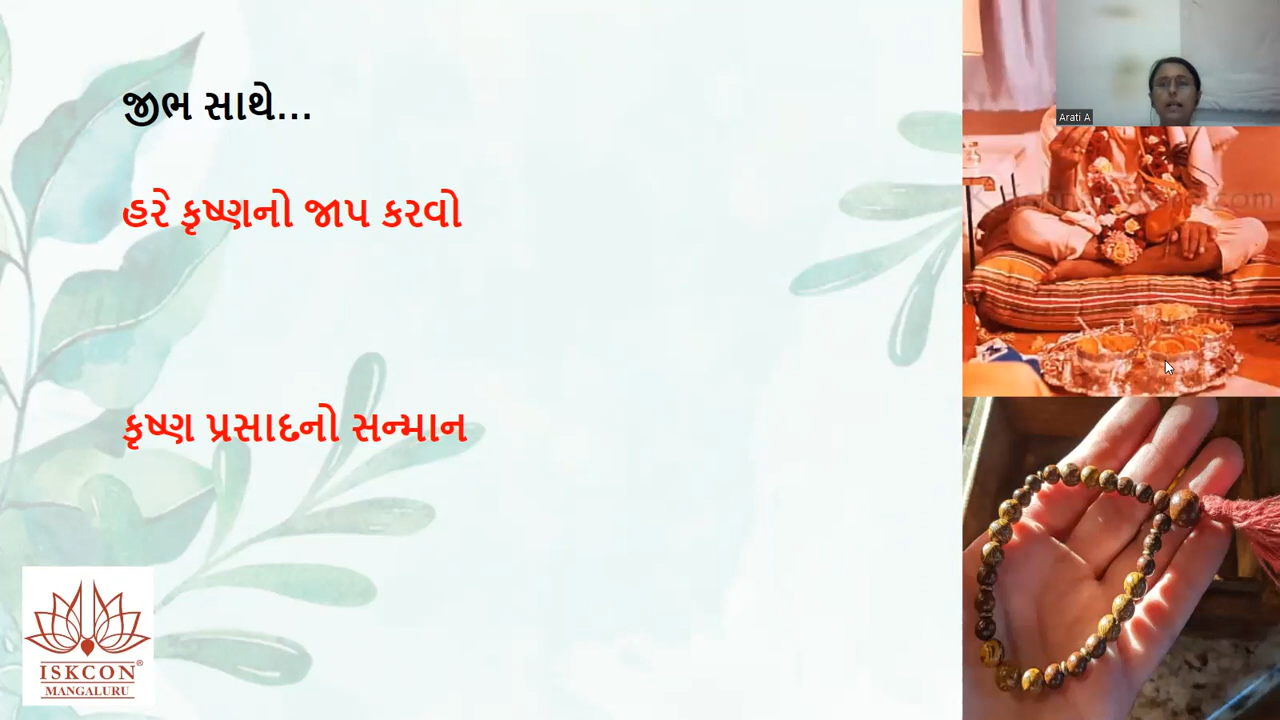 જીભ સાથે...
હરે કૃષ્ણનો જાપ કરવો
કૃષ્ણ પ્રસાદનો સન્માન
ISKCON®
MANGALURU
Arati A